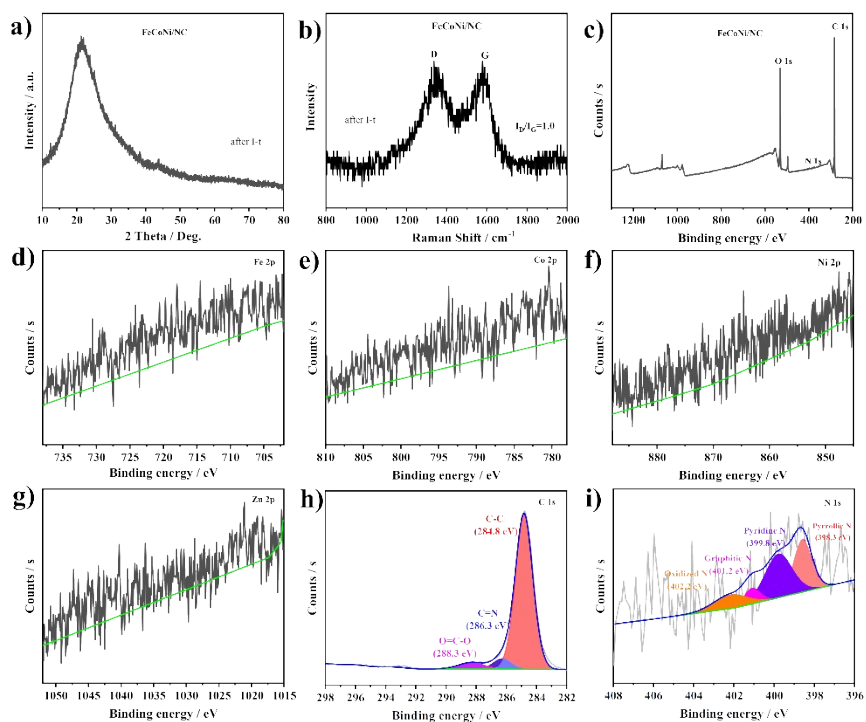 a)
FeCoNi/NC
after I-t
Intensity / a.u.
10 20 30 40 50 60 70 80
2 Theta / Deg.
b)
FeCoNi/NC
D
G
after I-t
I_D/I_G=1.0
Intensity
800 1000 1200 1400 1600 1800 2000
Raman Shift / cm⁻¹
c)
C 1s
FeCoNi/NC
O 1s
N 1s
Counts / s
1200 1000 800 600 400 200
Binding energy / eV
d)
Fe 2p
Counts / s
735 730 725 720 715 710 705
Binding energy / eV
e)
Co 2p
Counts / s
810 805 800 795 790 785 780
Binding energy / eV
f)
Ni 2p
Counts / s
880 870 860 850
Binding energy / eV
g)
Zn 2p
Counts / s
1050 1045 1040 1035 1030 1025 1020 1015
Binding energy / eV
h)
C 1s
C-C
(284.8 eV)
C=N
(286.3 eV)
O=C-O
(288.3 eV)
Counts / s
298 296 294 292 290 288 286 284 282
Binding energy / eV
i)
N 1s
Pyridinc N
(399.8 eV)
Pyrrollic N
(398.3 eV)
Graphitic N
(401.2 eV)
Oxidized N
(402.2 eV)
Counts / s
408 406 404 402 400 398 396
Binding energy / eV